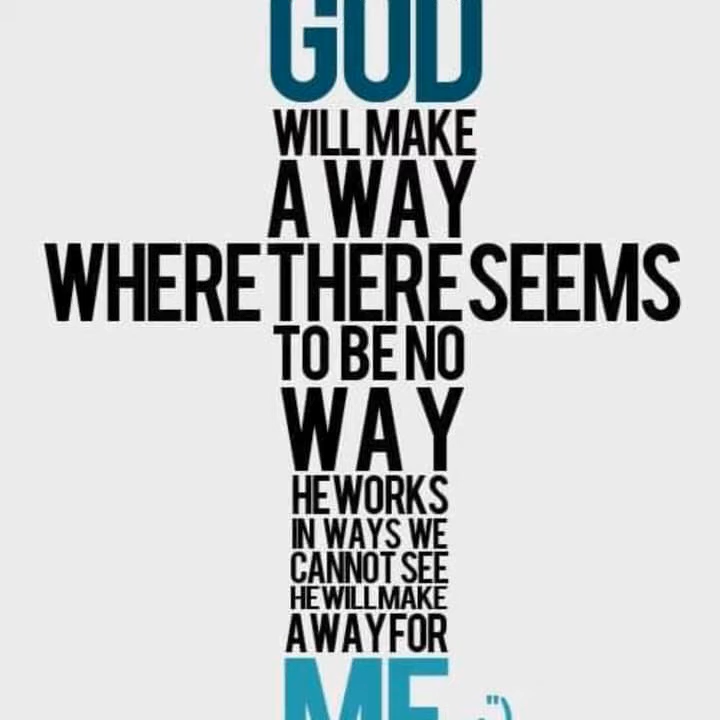 GOD
WILL MAKE
A WAY
WHERE THERE SEEMS
TO BE NO
WAY
HE WORKS
IN WAYS WE
CANNOT SEE
HE WILL MAKE
A WAY FOR
ME